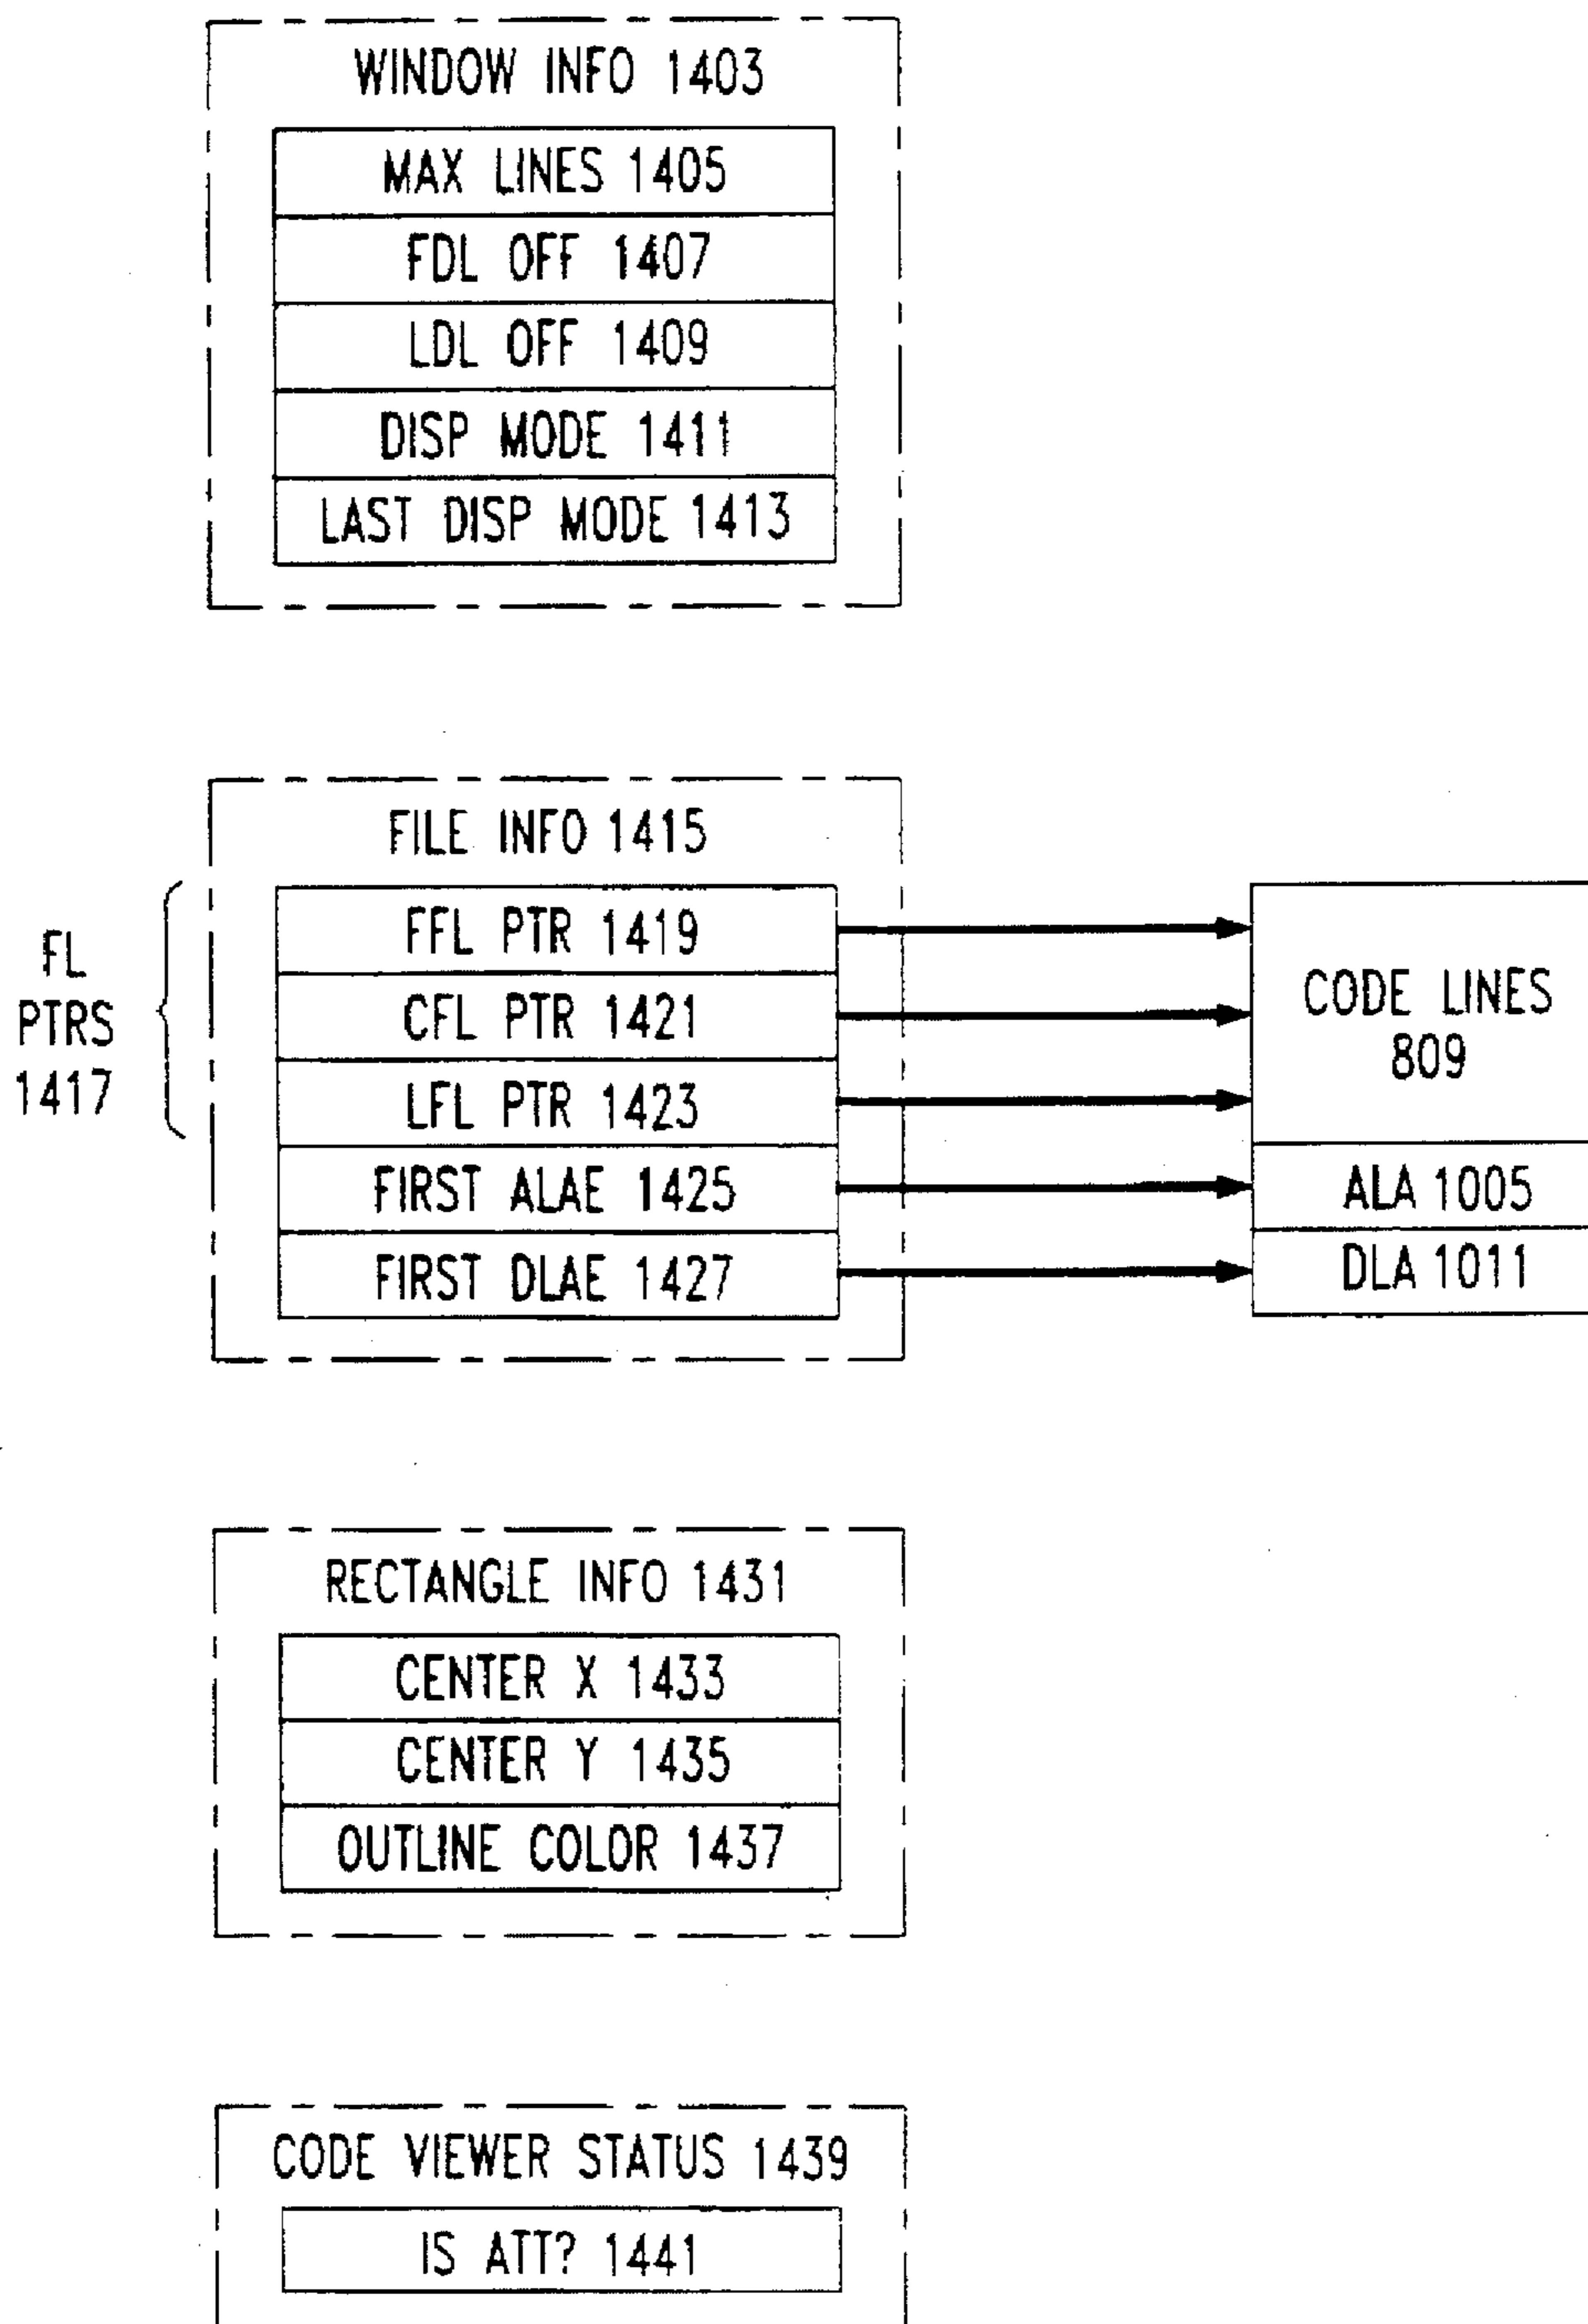 WINDOW INFO 1403
MAX LINES 1405
FDL OFF 1407
LDL OFF 1409
DISP MODE 1411
LAST DISP MODE 1413
FILE INFO 1415
FL
PTRS
1417
FFL PTR 1419
CFL PTR 1421
LFL PTR 1423
FIRST ALAE 1425
FIRST DLAE 1427
CODE LINES
809
ALA 1005
DLA 1011
RECTANGLE INFO 1431
CENTER X 1433
CENTER Y 1435
OUTLINE COLOR 1437
CODE VIEWER STATUS 1439
IS ATT? 1441